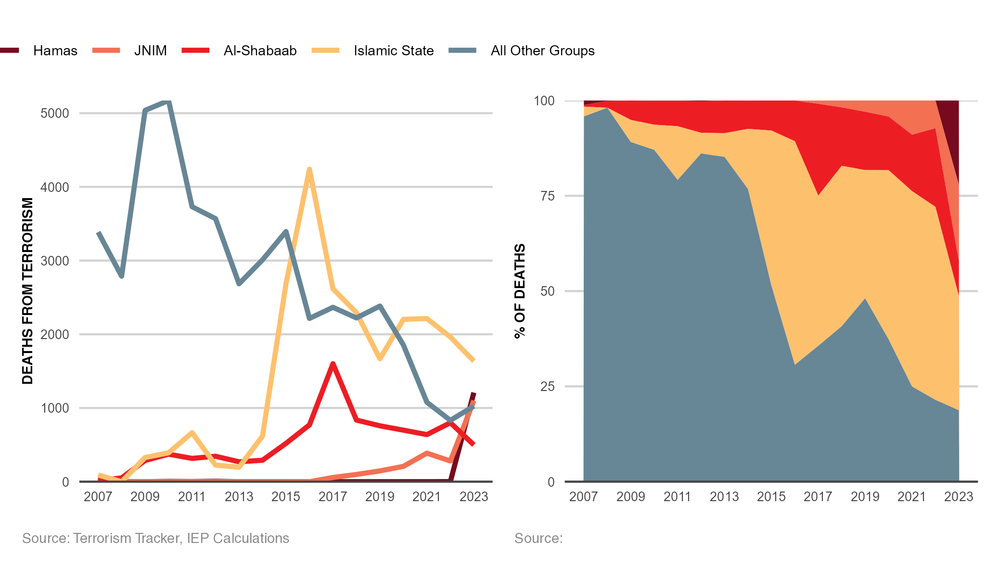 Hamas JNIM Al-Shabaab Islamic State All Other Groups
DEATHS FROM TERRORISM
5000
4000
3000
2000
1000
0
2007 2009 2011 2013 2015 2017 2019 2021 2023
Source: Terrorism Tracker, IEP Calculations
% OF DEATHS
100
75
50
25
0
2007 2009 2011 2013 2015 2017 2019 2021 2023
Source: